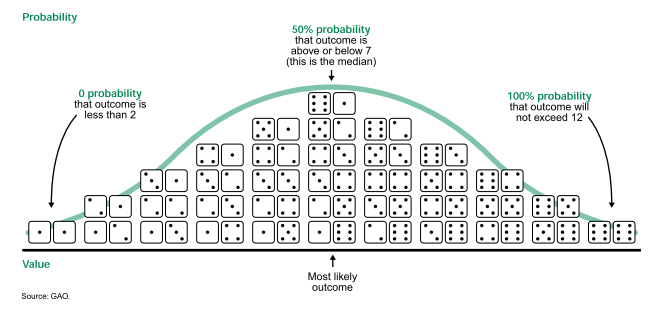 Probability
50% probability
that outcome is
above or below 7
(this is the median)
0 probability
that outcome is
less than 2
100% probability
that outcome will
not exceed 12
Value
Most likely
outcome
Source: GAO.